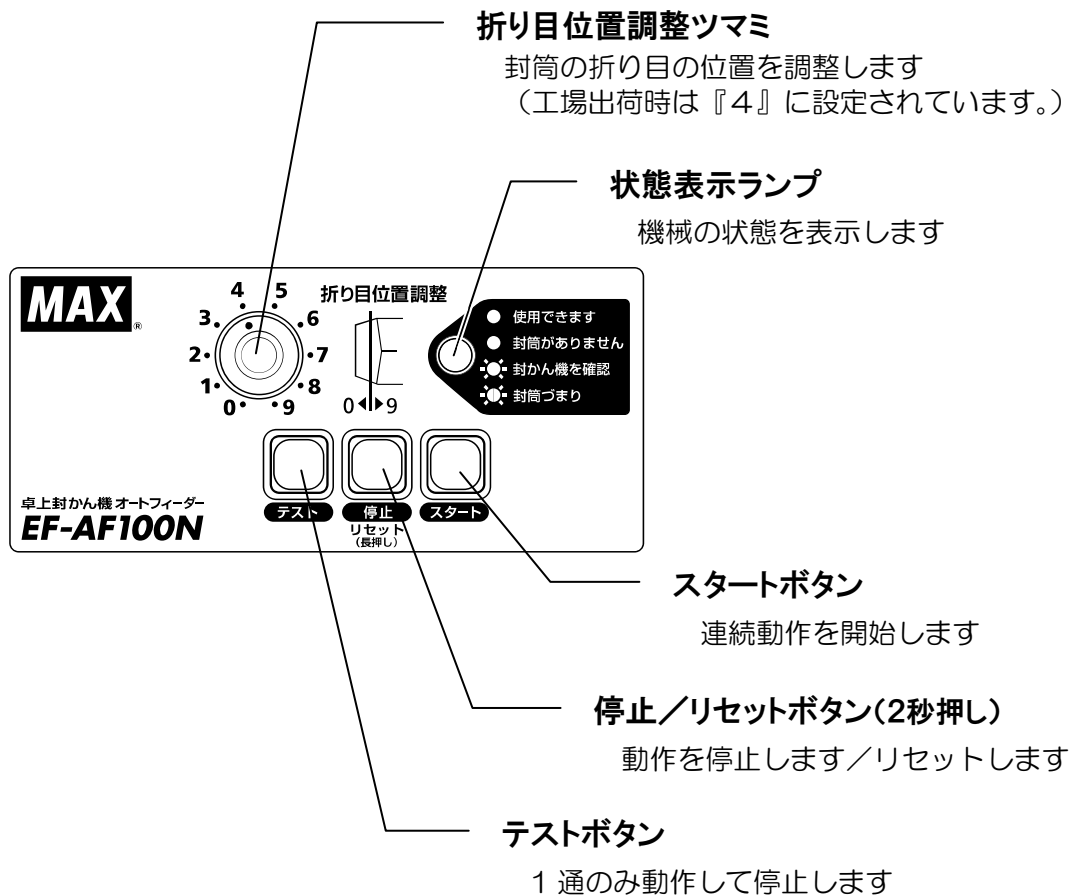 折り目位置調整ツマミ
封筒の折り目の位置を調整します
（工場出荷時は『４』に設定されています。）
状態表示ランプ
機械の状態を表示します
MAX®
4 5
3 6
2 7
1 8
0 9
折り目位置調整
0 9
使用できます
封筒がありません
封かん機を確認
封筒づまり
テスト
停止
リセット
（長押し）
スタート
卓上封かん機 オートフィーダー
EF-AF100N
スタートボタン
連続動作を開始します
停止／リセットボタン（2秒押し）
動作を停止します／リセットします
テストボタン
１通のみ動作して停止します